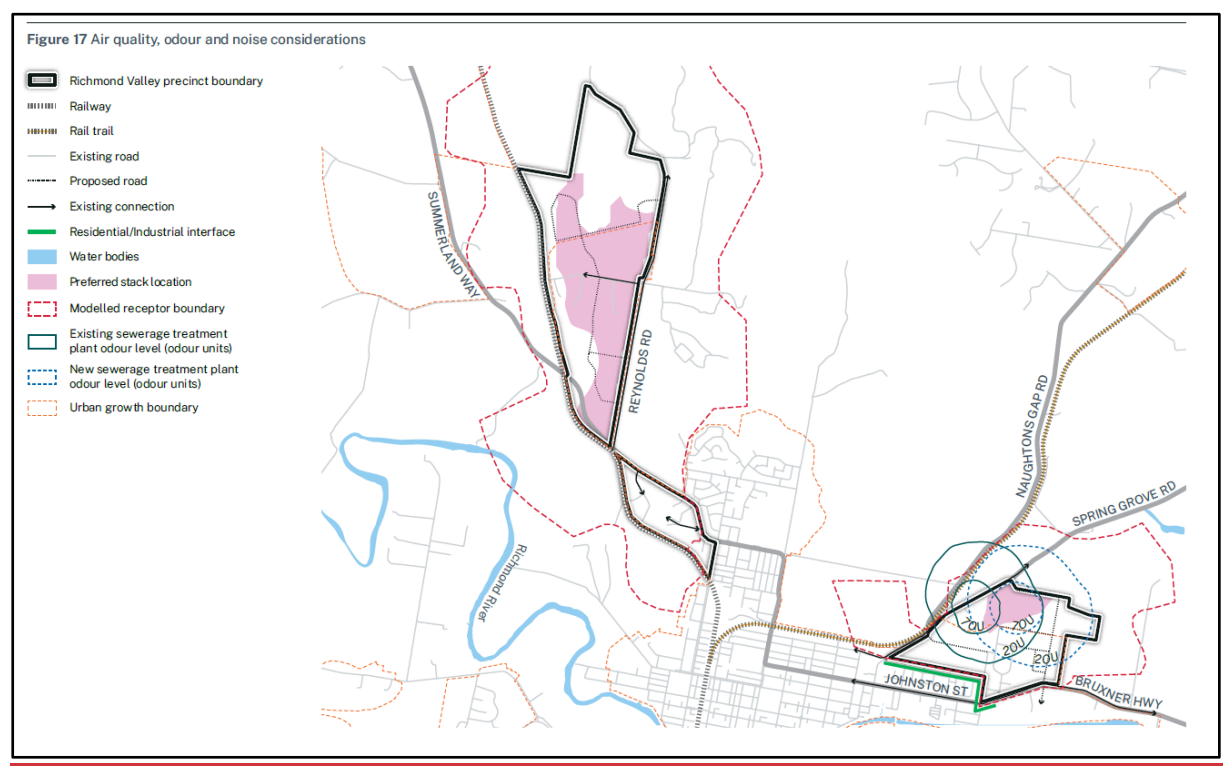 Figure 17 Air quality, odour and noise considerations
Richmond Valley precinct boundary
Railway
Rail trail
Existing road
Proposed road
Existing connection
Residential/Industrial interface
Water bodies
Preferred stack location
Modelled receptor boundary
Existing sewerage treatment
plant odour level (odour units)
New sewerage treatment plant
odour level (odour units)
Urban growth boundary
SUMMERLAND WAY
REYNOLDS RD
NAUGHTONS GAP RD
SPRING GROVE RD
Richmond River
7OU
7OU
2OU
2OU
JOHNSTON ST
BRUXNER HWY